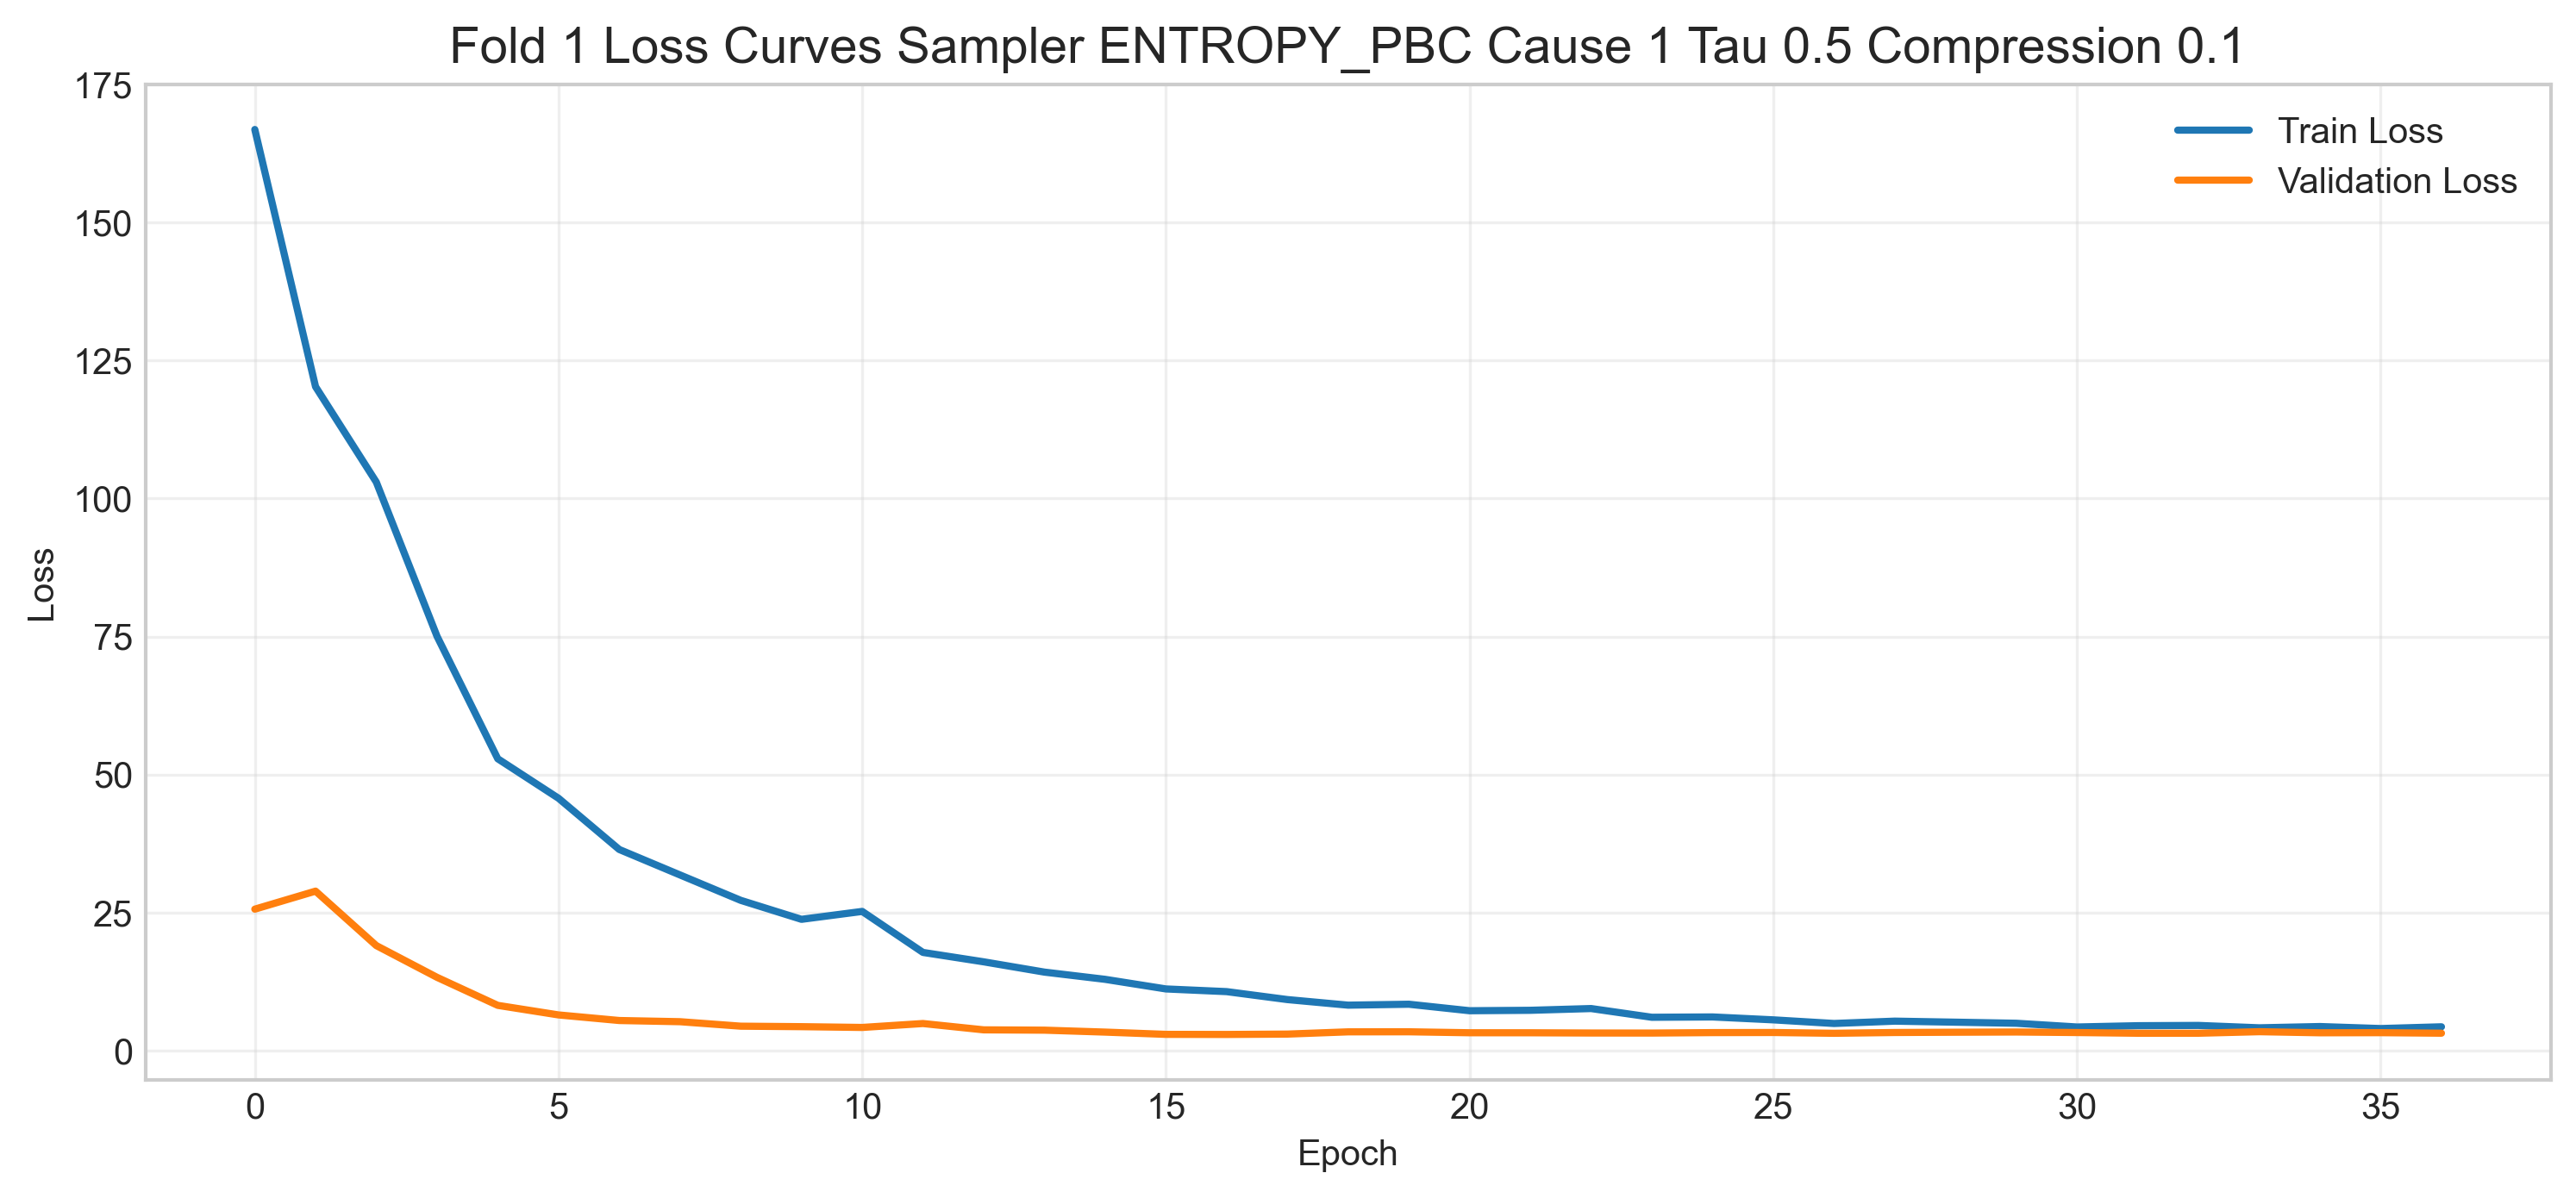 Fold 1 Loss Curves Sampler ENTROPY_PBC Cause 1 Tau 0.5 Compression 0.1
Train Loss
Validation Loss
Loss
175
150
125
100
75
50
25
0
0 5 10 15 20 25 30 35
Epoch